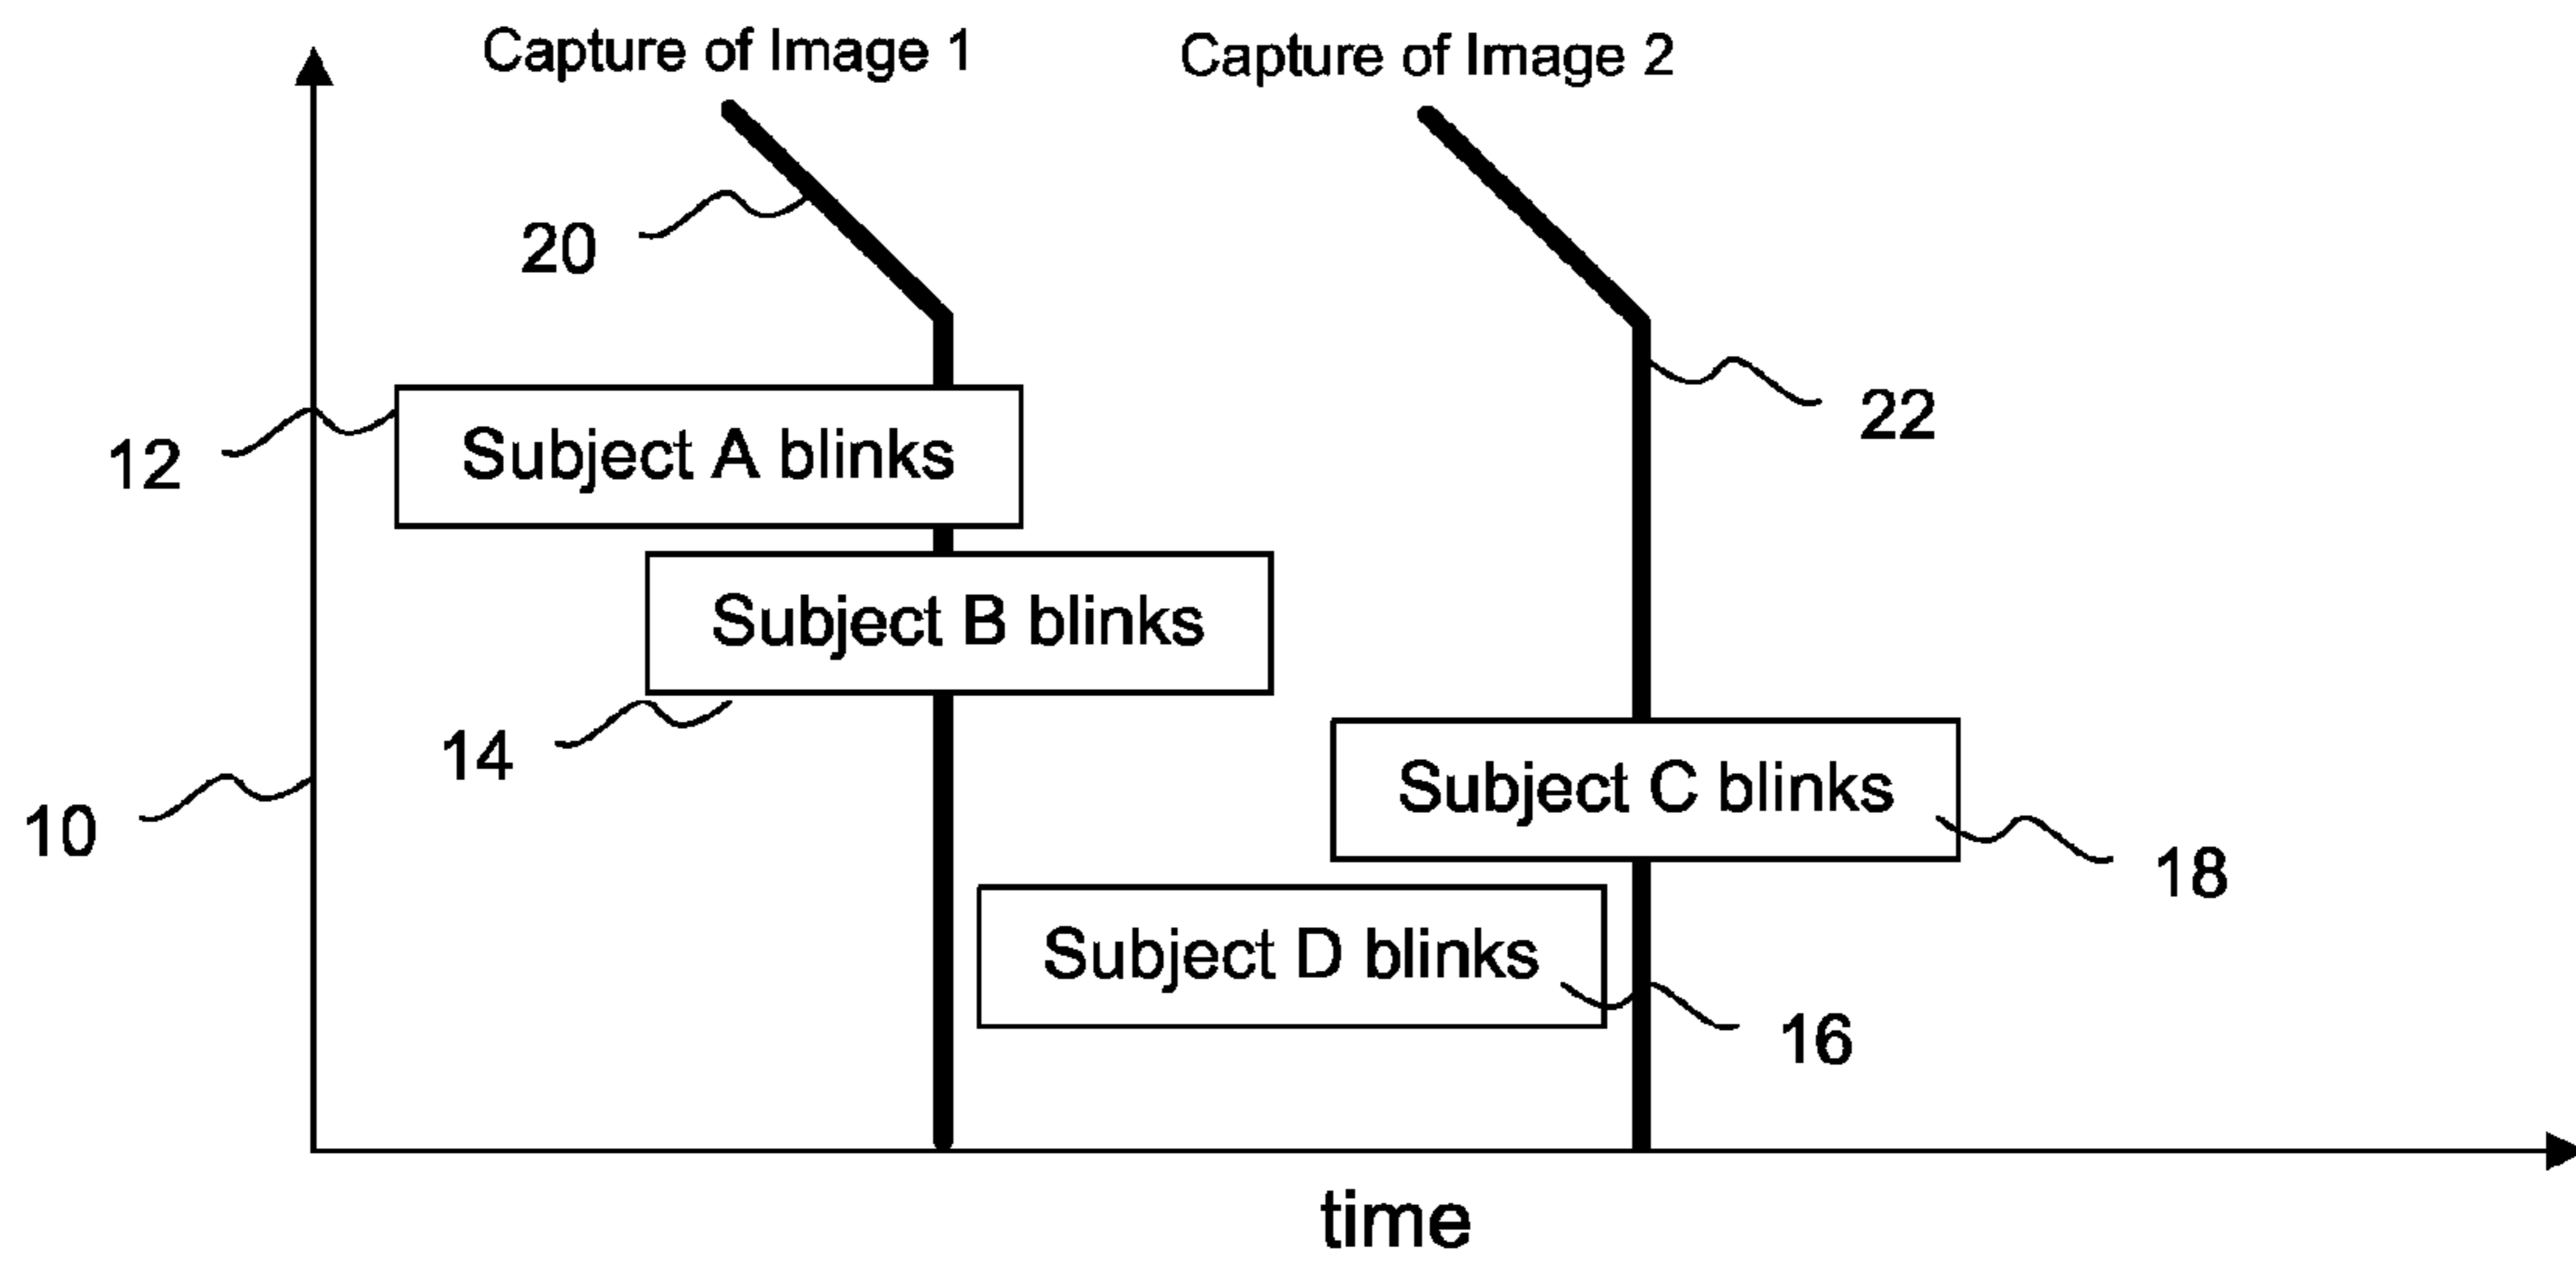 Capture of Image 1
Capture of Image 2
20
22
12
Subject A blinks
Subject B blinks
14
Subject C blinks
10
18
Subject D blinks
16
time